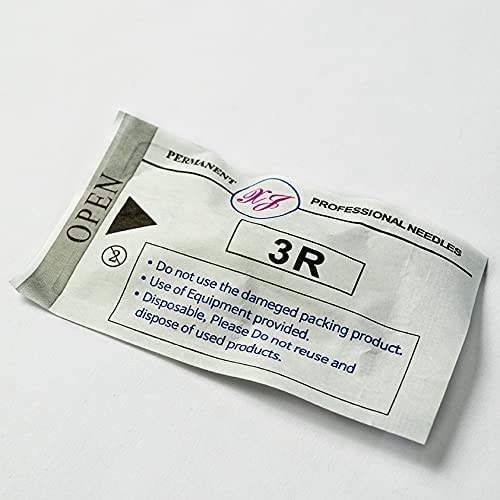 OPEN
PERMANENT XJ PROFESSIONAL NEEDLES
3R
• Do not use the dameged packing product.
• Use of Equipment provided.
• Disposable. Please Do not reuse and
dispose of used products.